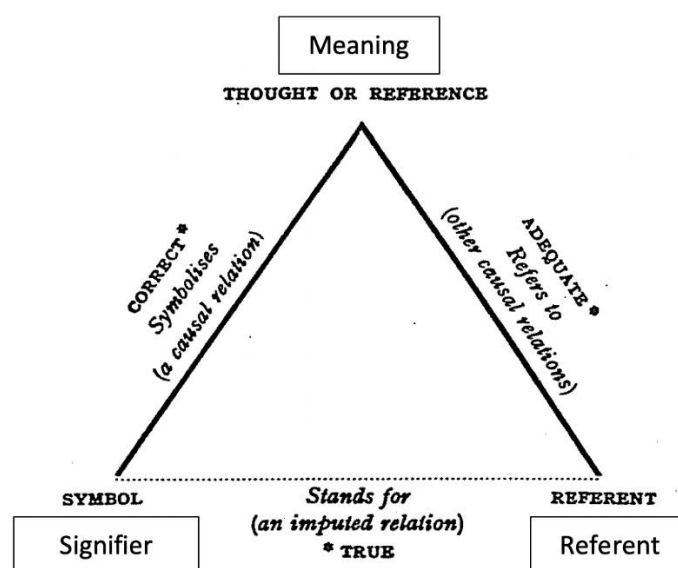 Meaning
THOUGHT OR REFERENCE
CORRECT*
Symbolises
(a causal relation)
ADEQUATE*
Refers to
(other causal relations)
SYMBOL
Stands for
(an imputed relation)
* TRUE
REFERENT
Signifier
Referent